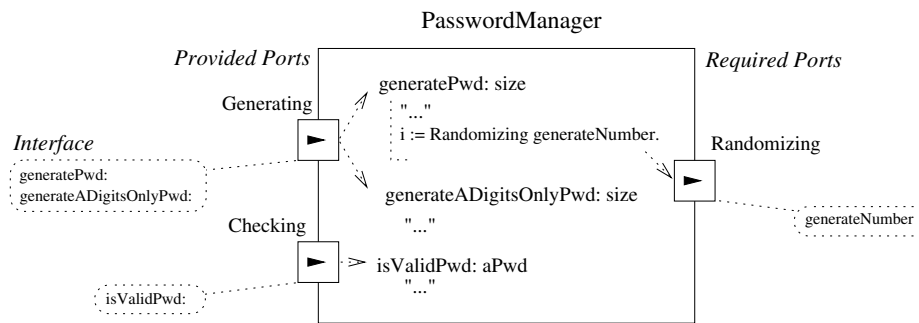 PasswordManager
Provided Ports
Required Ports
Generating
generatePwd: size
"..."
i := Randomizing generateNumber.
Randomizing
Interface
generatePwd:
generateADigitsOnlyPwd:
generateADigitsOnlyPwd: size
"..."
generateNumber
Checking
isValidPwd: aPwd
"..."
isValidPwd: